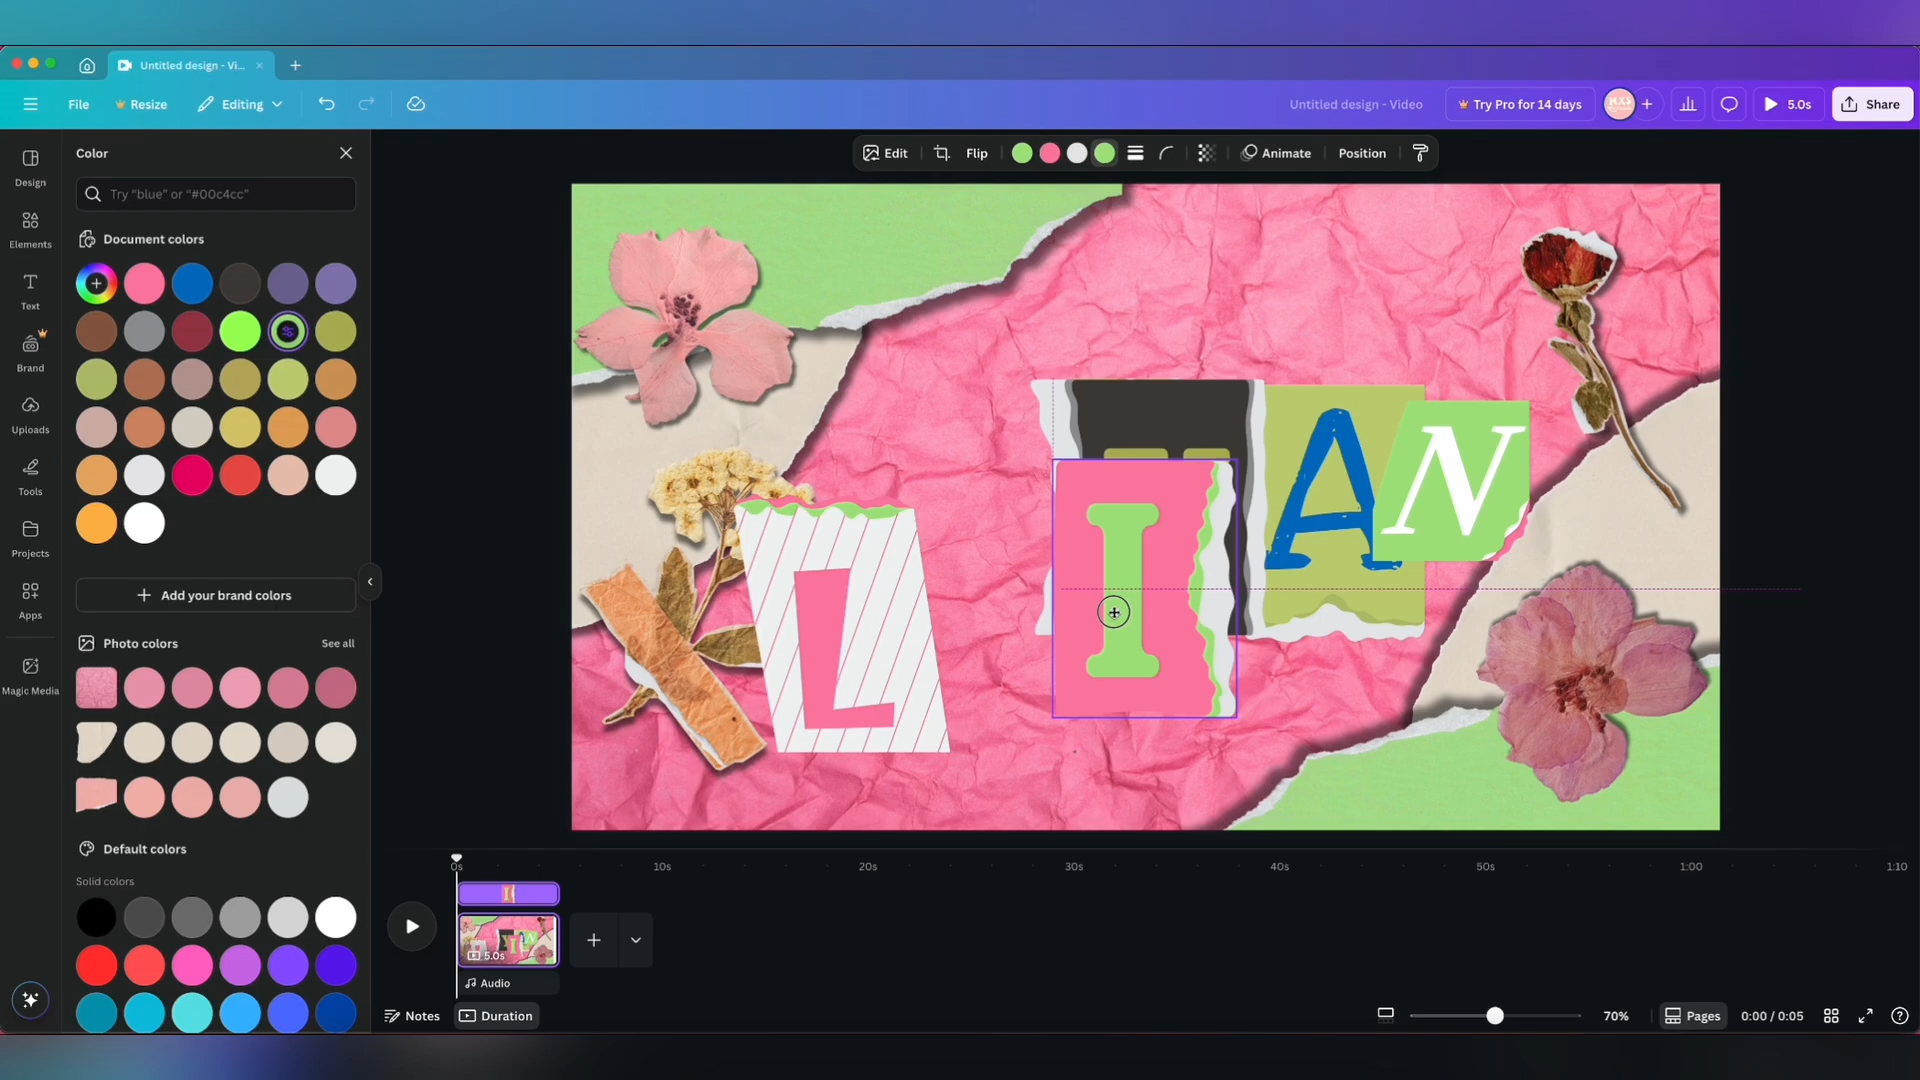 Untitled design - Vi...
File
Resize
Editing
Untitled design - Video
Try Pro for 14 days
5.0s
Share
Design
Elements
Text
Brand
Uploads
Tools
Projects
Apps
Magic Media
Color
Try “blue” or “#00c4cc”
Document colors
Add your brand colors
Photo colors
See all
Default colors
Solid colors
Edit
Flip
Animate
Position
A
N
I
L
0s
10s
20s
30s
40s
50s
1:00
1:10
5.0s
Audio
Notes
Duration
70%
Pages
0:00 / 0:05